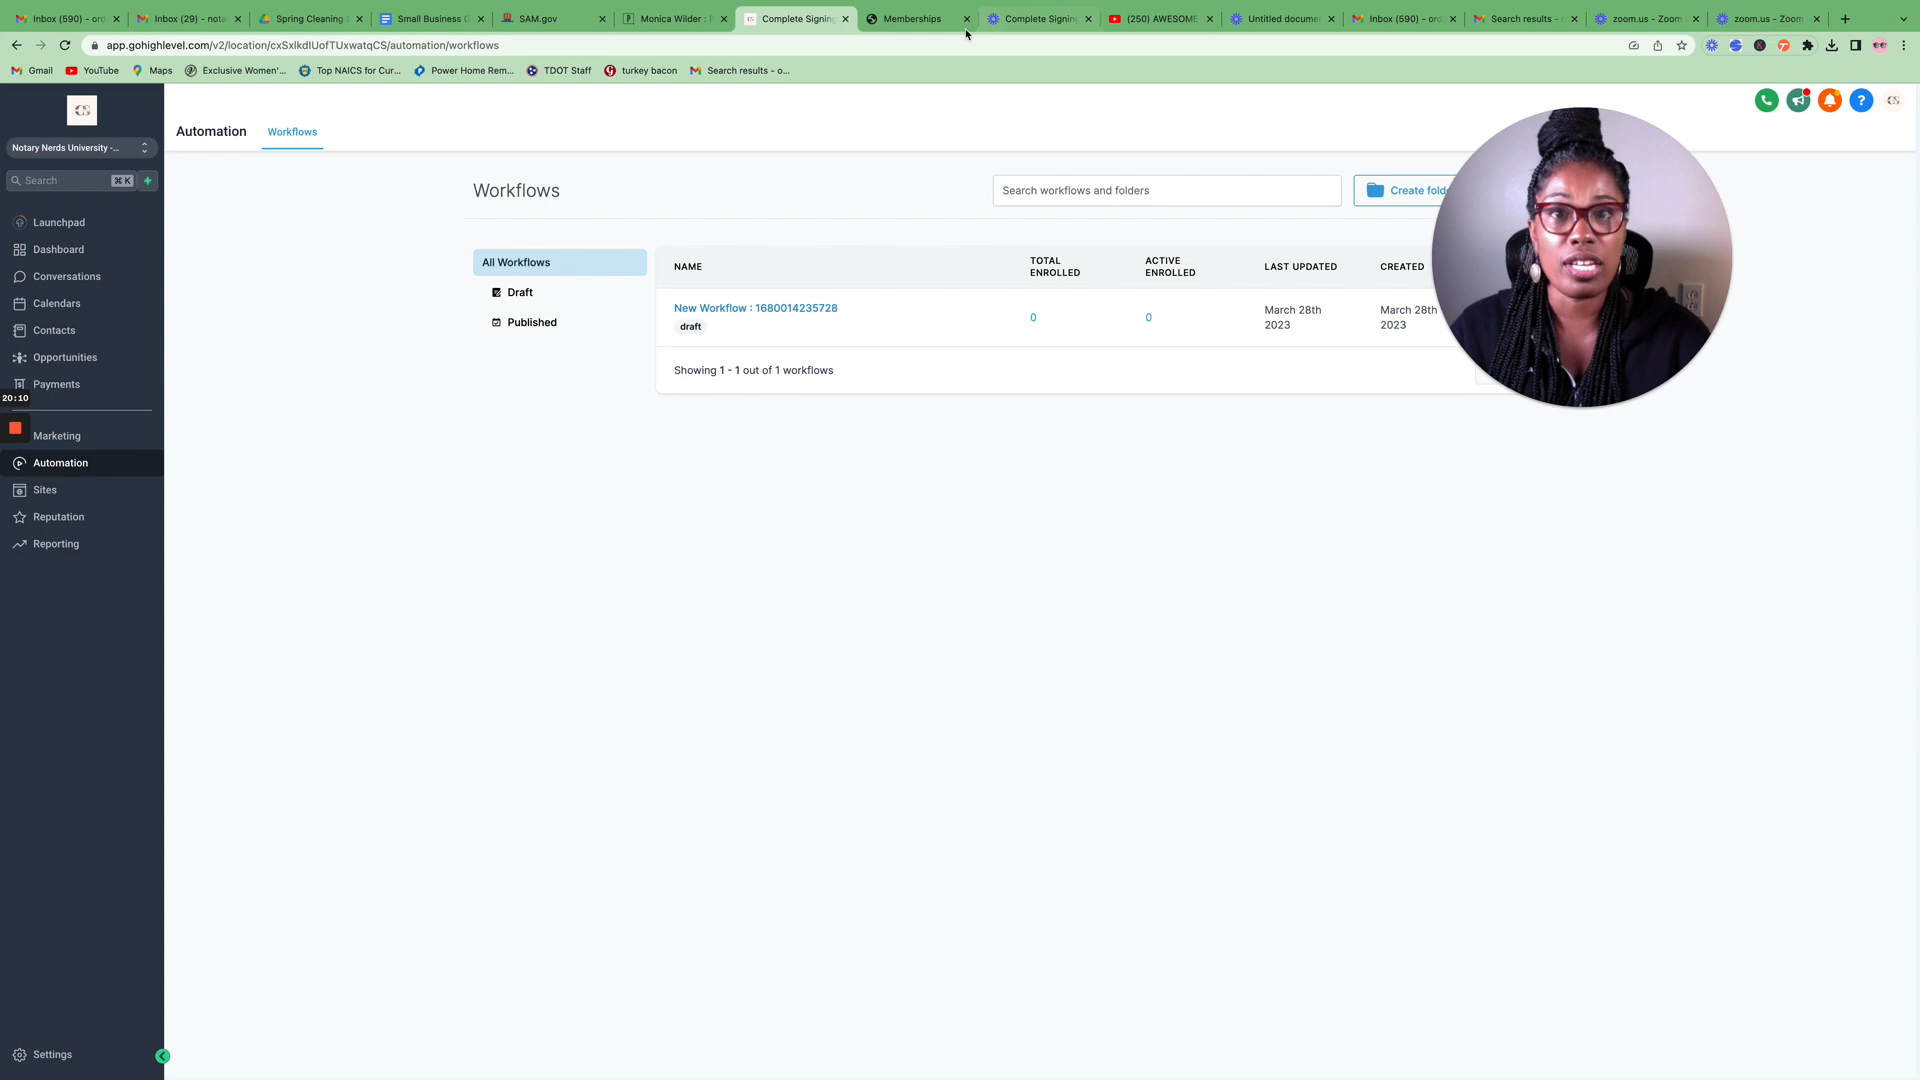 Inbox (590) - ord
Inbox (29) - nota
Spring Cleaning
Small Business C
SAM.gov
Monica Wilder :
Complete Signing
Memberships
Complete Signing
(250) AWESOME
Untitled docume
Inbox (590) - ord
Search results -
zoom.us - Zoom
zoom.us - Zoom
app.gohighlevel.com/v2/location/cxSxlkdIUofTUxwatqCS/automation/workflows
Gmail
YouTube
Maps
Exclusive Women'...
Top NAICS for Cur...
Power Home Rem...
TDOT Staff
turkey bacon
Search results - o...
CS
Notary Nerds University -...
Search
⌘ K
Launchpad
Dashboard
Conversations
Calendars
Contacts
Opportunities
Payments
20:10
Marketing
Automation
Sites
Reputation
Reporting
Settings
Automation
Workflows
CS
Workflows
Search workflows and folders
Create folde
All Workflows
Draft
Published
NAME
TOTAL
ENROLLED
ACTIVE
ENROLLED
LAST UPDATED
CREATED
New Workflow : 1680014235728
draft
0
0
March 28th
2023
March 28th
2023
Showing 1 - 1 out of 1 workflows